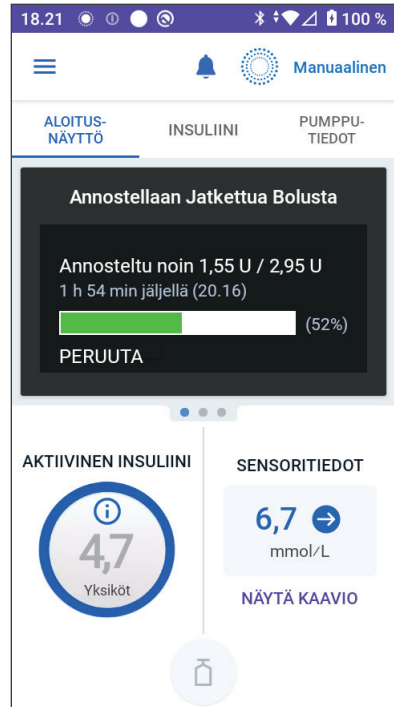 18.21 100 %
Manuaalinen
ALOITUS-
NÄYTTÖ
INSULIINI
PUMPPU-
TIEDOT
Annostellaan Jatkettua Bolusta
Annosteltu noin 1,55 U / 2,95 U
1 h 54 min jäljellä (20.16)
(52%)
PERUUTA
AKTIIVINEN INSULIINI
4,7
Yksiköt
SENSORITIEDOT
6,7
mmol/L
NÄYTÄ KAAVIO